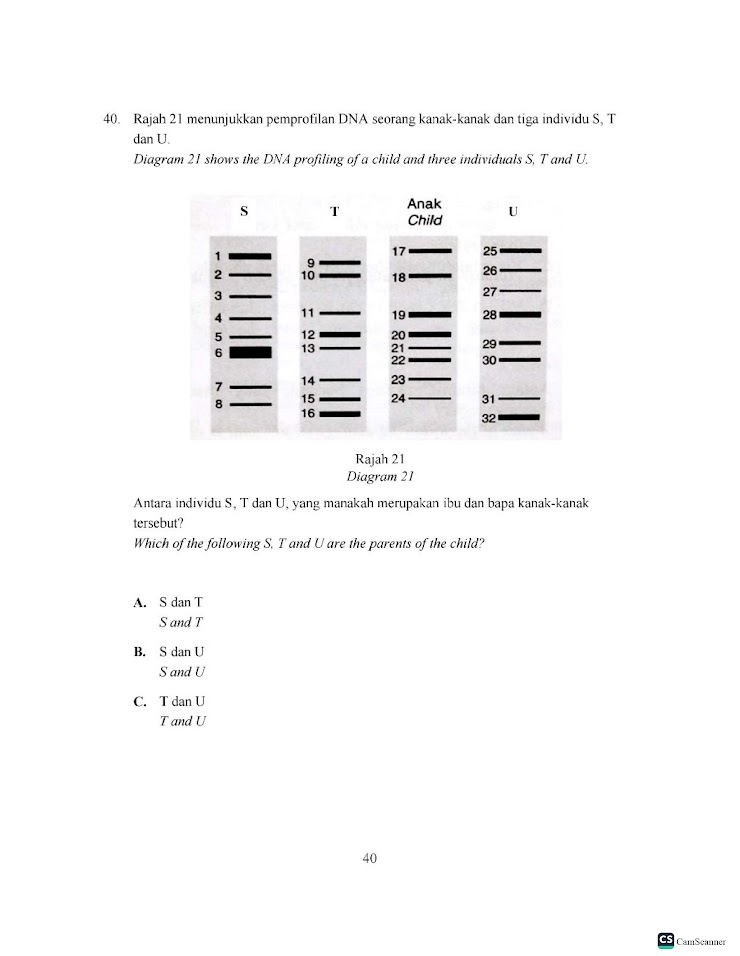 40. Rajah 21 menunjukkan pemprofilan DNA seorang kanak-kanak dan tiga individu S, T
dan U.
Diagram 21 shows the DNA profiling of a child and three individuals S, T and U.
S T Anak U
Child
1 9 17 25
2 10 18 26
3 11 19 27
4 12 20 28
5 13 21 29
6 14 22 30
7 15 23 31
8 16 24 32
Rajah 21
Diagram 21
Antara individu S, T dan U, yang manakah merupakan ibu dan bapa kanak-kanak
tersebut?
Which of the following S, T and U are the parents of the child?
A. S dan T
S and T
B. S dan U
S and U
C. T dan U
T and U
40
CS CamScanner